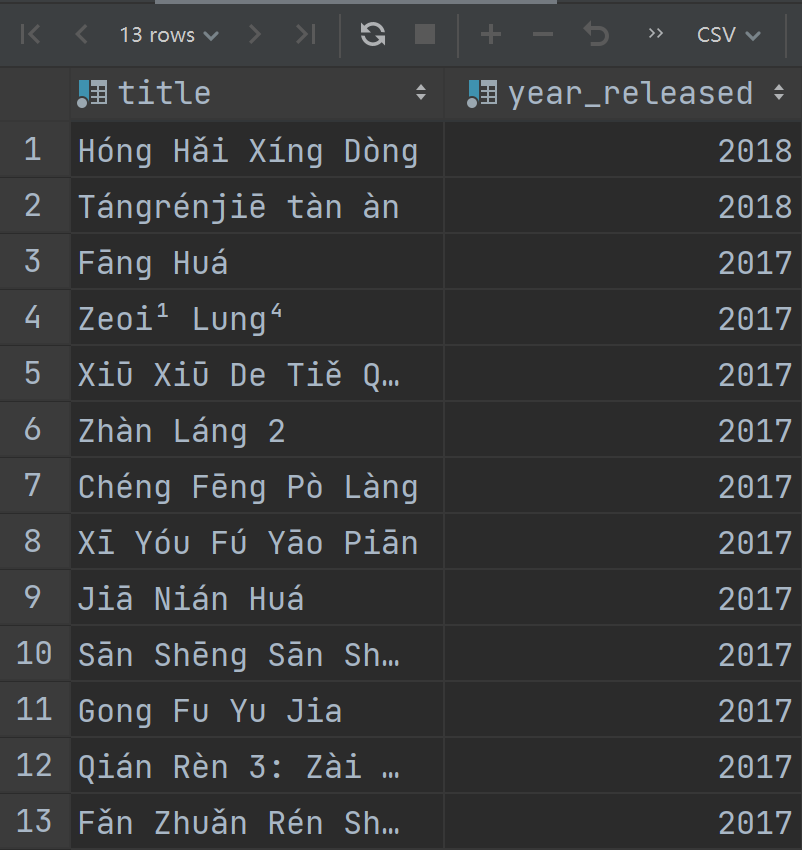 13 rows CSV
title year_released
1 Hóng Hǎi Xíng Dòng 2018
2 Tángrénjiē tàn àn 2018
3 Fāng Huá 2017
4 Zeoi¹ Lung⁴ 2017
5 Xiū Xiū De Tiě Q… 2017
6 Zhàn Láng 2 2017
7 Chéng Fēng Pò Làng 2017
8 Xī Yóu Fú Yāo Piān 2017
9 Jiā Nián Huá 2017
10 Sān Shēng Sān Sh… 2017
11 Gong Fu Yu Jia 2017
12 Qián Rèn 3: Zài … 2017
13 Fǎn Zhuǎn Rén Sh… 2017